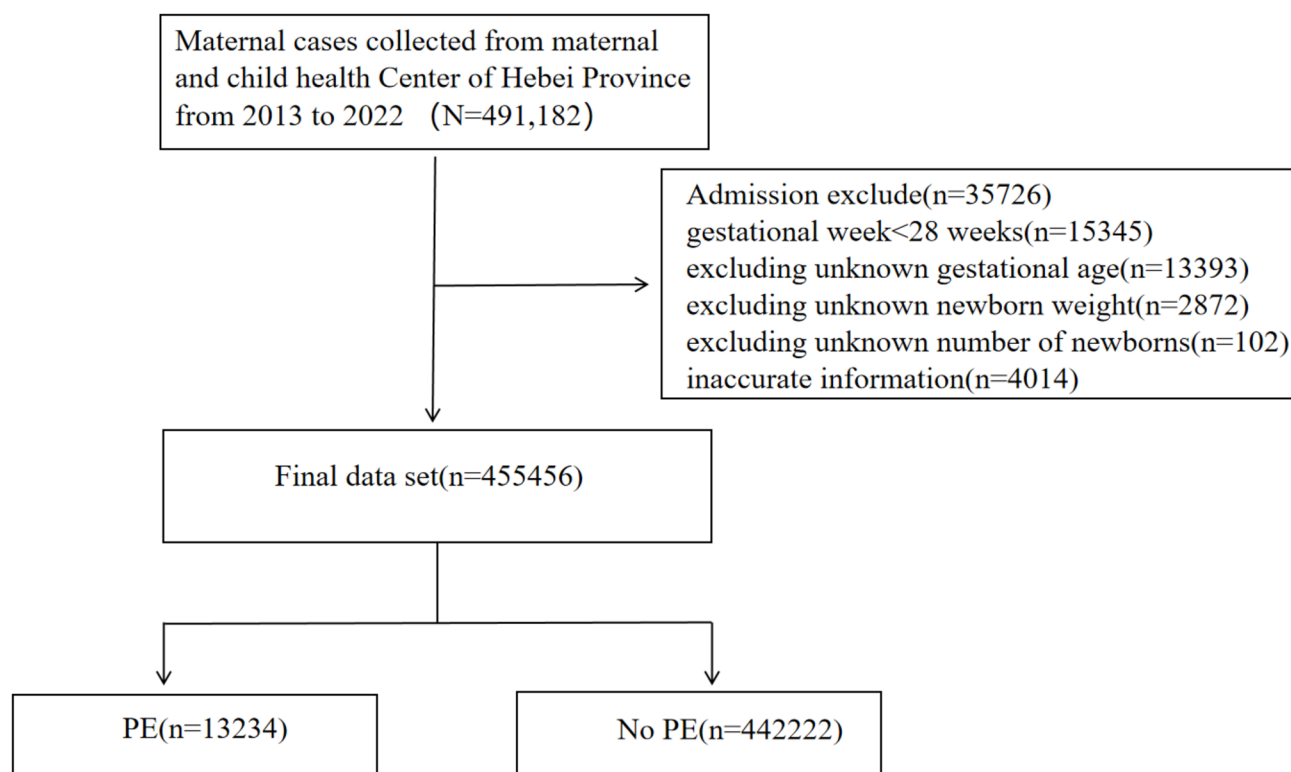 Maternal cases collected from maternal
and child health Center of Hebei Province
from 2013 to 2022 （N=491,182)
Admission exclude(n=35726)
gestational week<28 weeks(n=15345)
excluding unknown gestational age(n=13393)
excluding unknown newborn weight(n=2872)
excluding unknown number of newborns(n=102)
inaccurate information(n=4014)
Final data set(n=455456)
PE(n=13234)
No PE(n=442222)